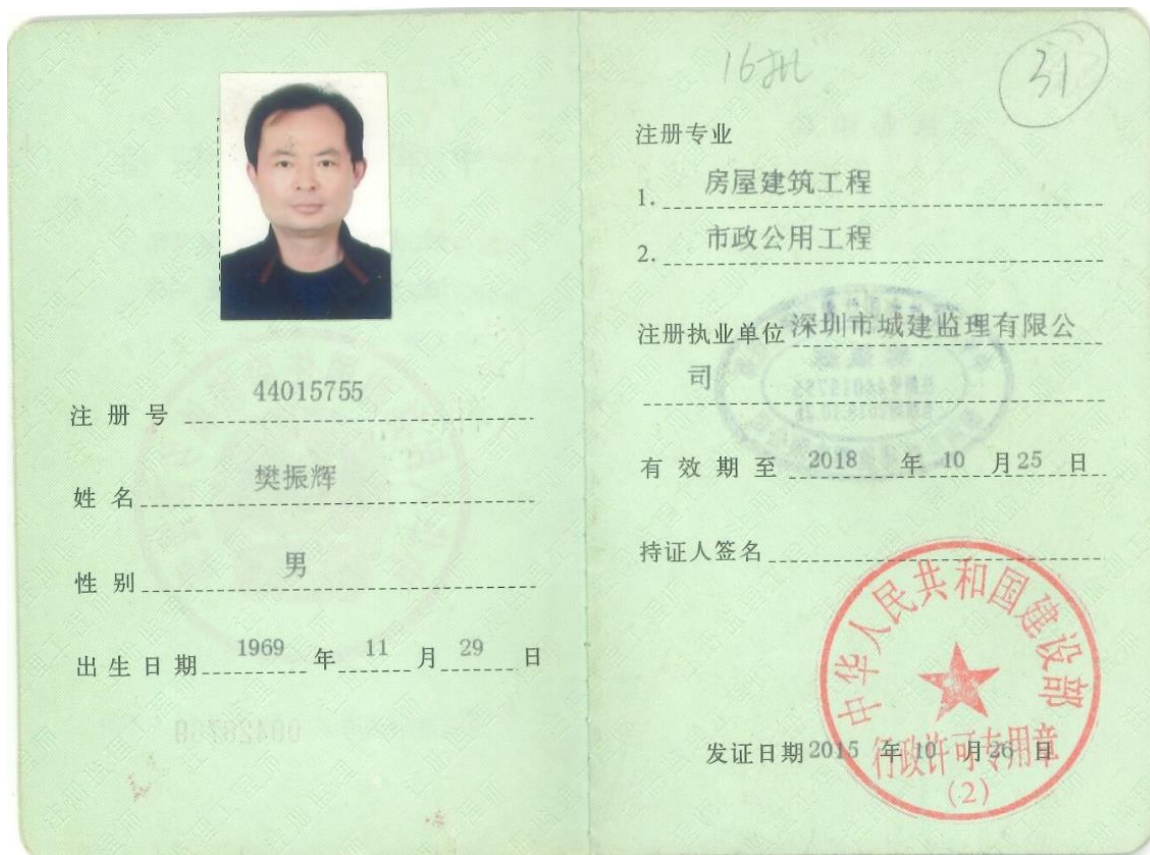 注册号 44015755
姓名 樊振辉
性别 男
出生日期 1969 年 11 月 29 日
16批
31
注册专业
1. 房屋建筑工程
2. 市政公用工程
注册执业单位 深圳市城建监理有限公
司
有效期至 2018 年 10 月 25 日
持证人签名
中华人民共和国建设部
发证日期 2015 年 10 月 26 日
行政许可专用章
(2)